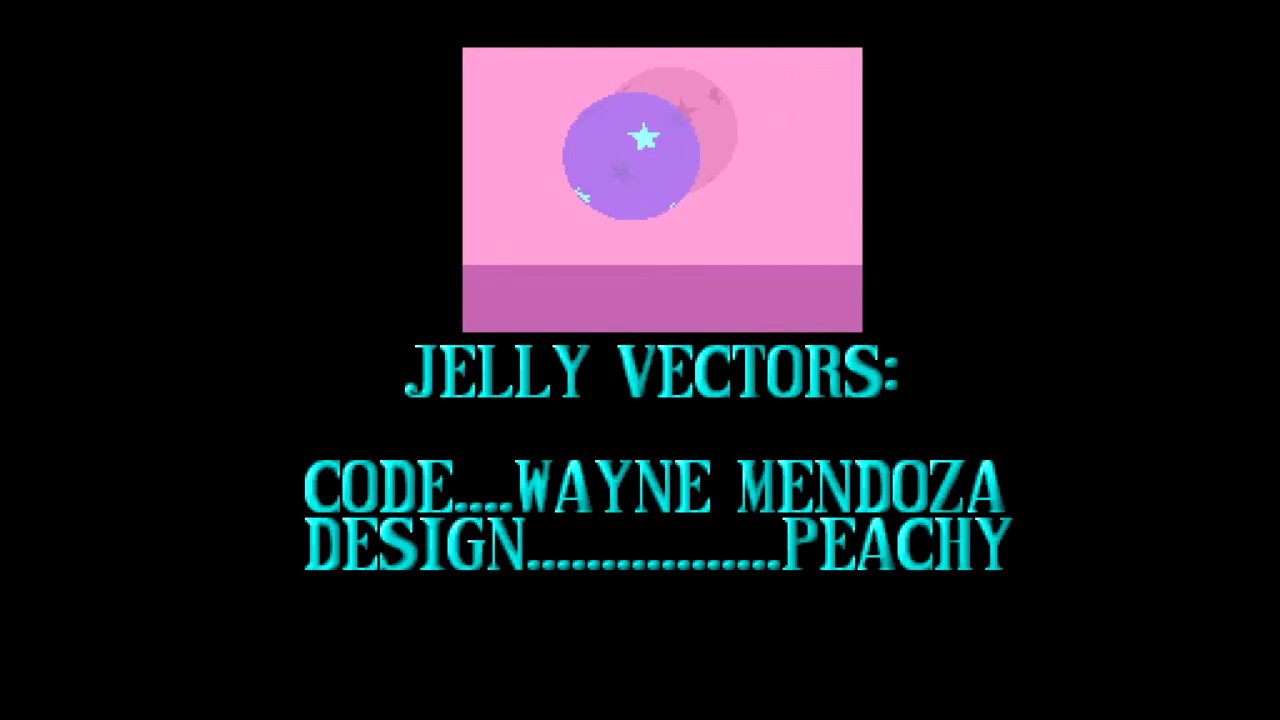 JELLY VECTORS:
CODE....WAYNE MENDOZA
DESIGN.................PEACHY